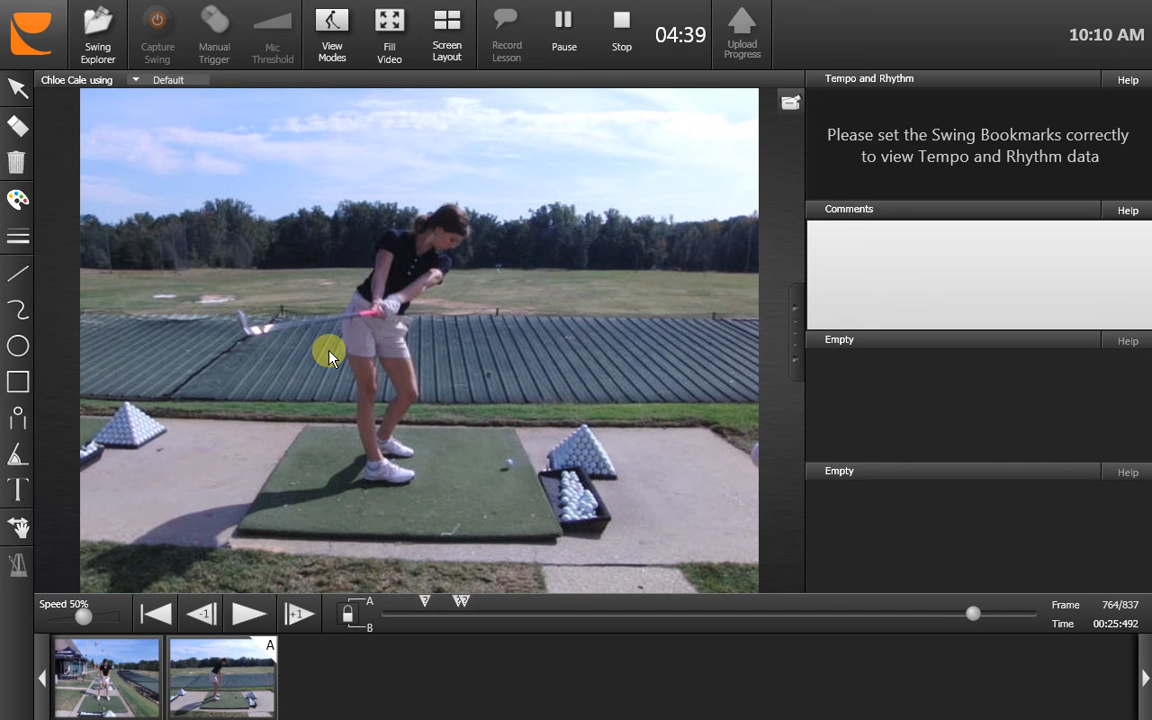 Swing
Explorer
Capture
Swing
Manual
Trigger
Mic
Threshold
View
Modes
Fill
Video
Screen
Layout
Record
Lesson
Pause
Stop
04:39
Upload
Progress
10:10 AM
Chloe Cale using
Default
Tempo and Rhythm
Help
Please set the Swing Bookmarks correctly
to view Tempo and Rhythm data
Comments
Help
Empty
Help
Empty
Help
T
Speed 50%
-1
+1
A
B
Frame 764/837
Time 00:25:492
A